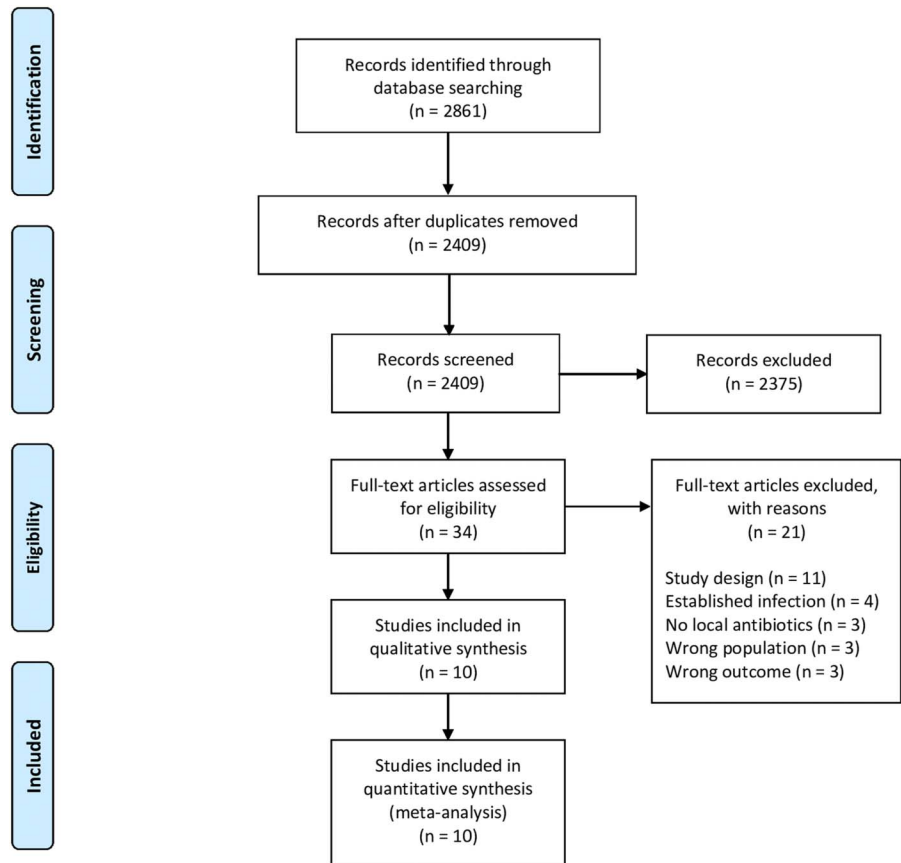 Identification
Records identified through
database searching
(n = 2861)
Records after duplicates removed
(n = 2409)
Screening
Records screened
(n = 2409)
Records excluded
(n = 2375)
Eligibility
Full-text articles assessed
for eligibility
(n = 34)
Full-text articles excluded,
with reasons
(n = 21)
Study design (n = 11)
Established infection (n = 4)
No local antibiotics (n = 3)
Wrong population (n = 3)
Wrong outcome (n = 3)
Studies included in
qualitative synthesis
(n = 10)
Included
Studies included in
quantitative synthesis
(meta-analysis)
(n = 10)